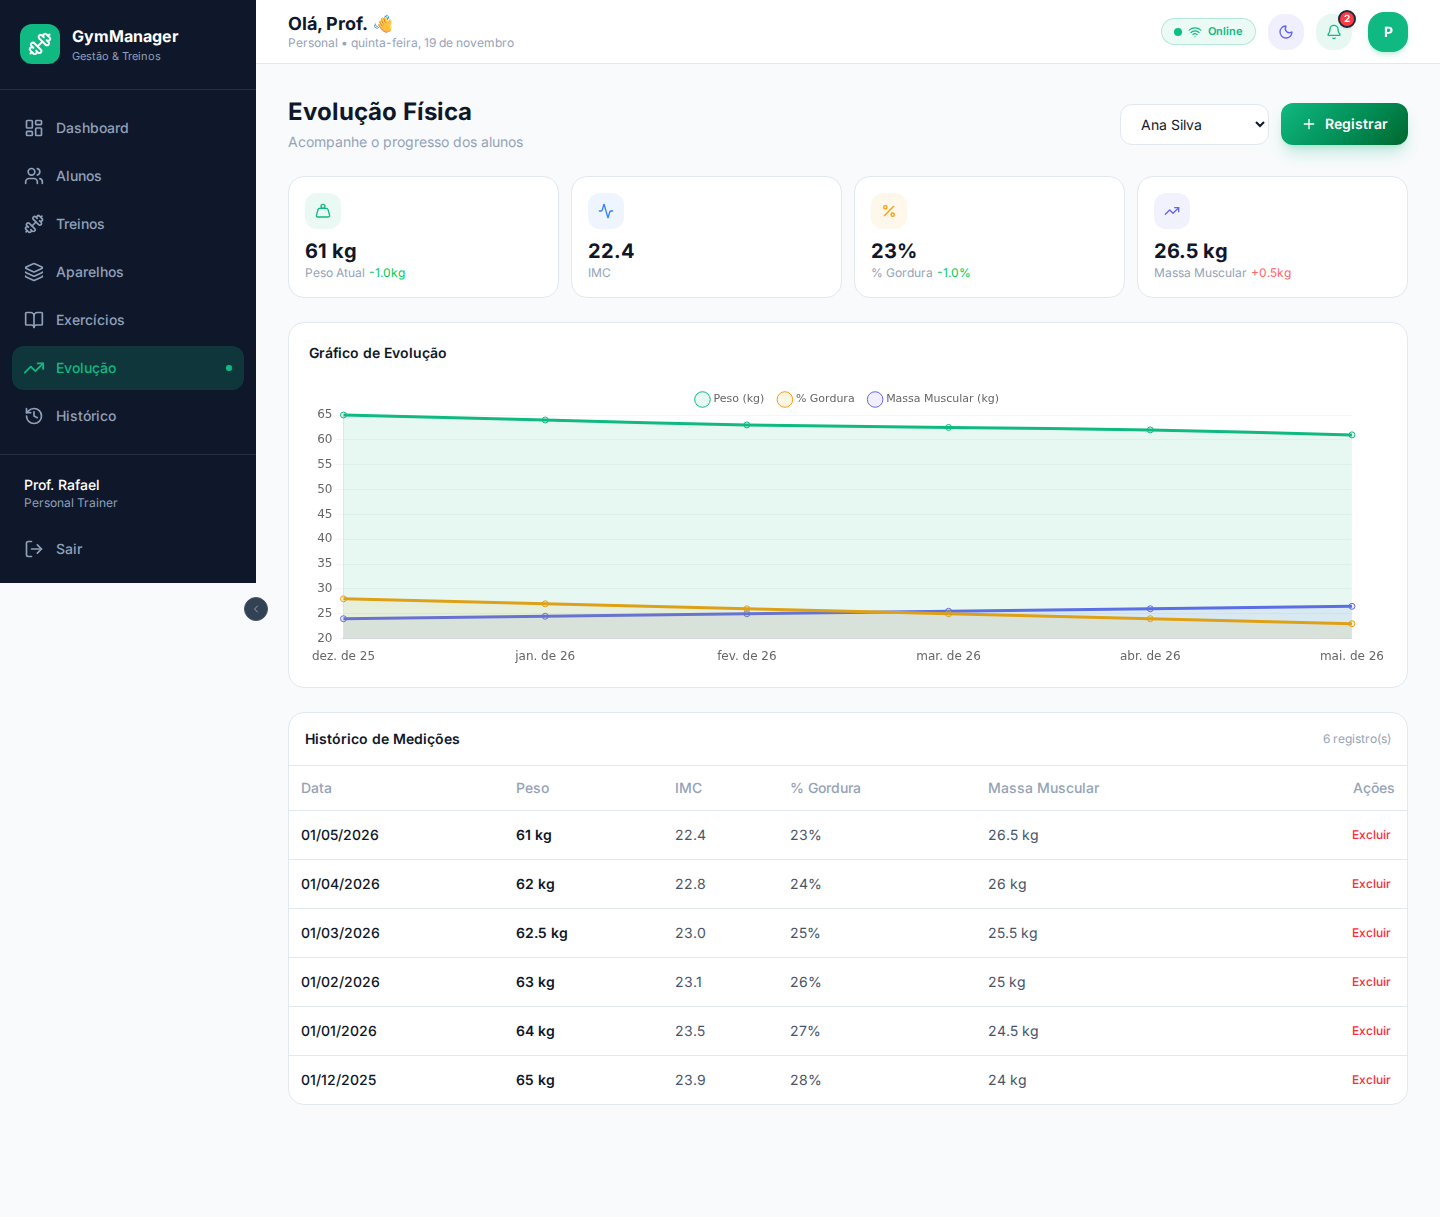 GymManager
Gestão & Treinos
Dashboard
Alunos
Treinos
Aparelhos
Exercícios
Evolução
Histórico
Prof. Rafael
Personal Trainer
Sair
Olá, Prof. 👋
Personal • quinta-feira, 19 de novembro
Online
2
P
Evolução Física
Acompanhe o progresso dos alunos
Ana Silva
Registrar
61 kg
Peso Atual -1.0kg
22.4
IMC
23%
% Gordura -1.0%
26.5 kg
Massa Muscular +0.5kg
Gráfico de Evolução
Peso (kg) % Gordura Massa Muscular (kg)
65
60
55
50
45
40
35
30
25
20
dez. de 25 jan. de 26 fev. de 26 mar. de 26 abr. de 26 mai. de 26
Histórico de Medições 6 registro(s)
Data Peso IMC % Gordura Massa Muscular Ações
01/05/2026 61 kg 22.4 23% 26.5 kg Excluir
01/04/2026 62 kg 22.8 24% 26 kg Excluir
01/03/2026 62.5 kg 23.0 25% 25.5 kg Excluir
01/02/2026 63 kg 23.1 26% 25 kg Excluir
01/01/2026 64 kg 23.5 27% 24.5 kg Excluir
01/12/2025 65 kg 23.9 28% 24 kg Excluir